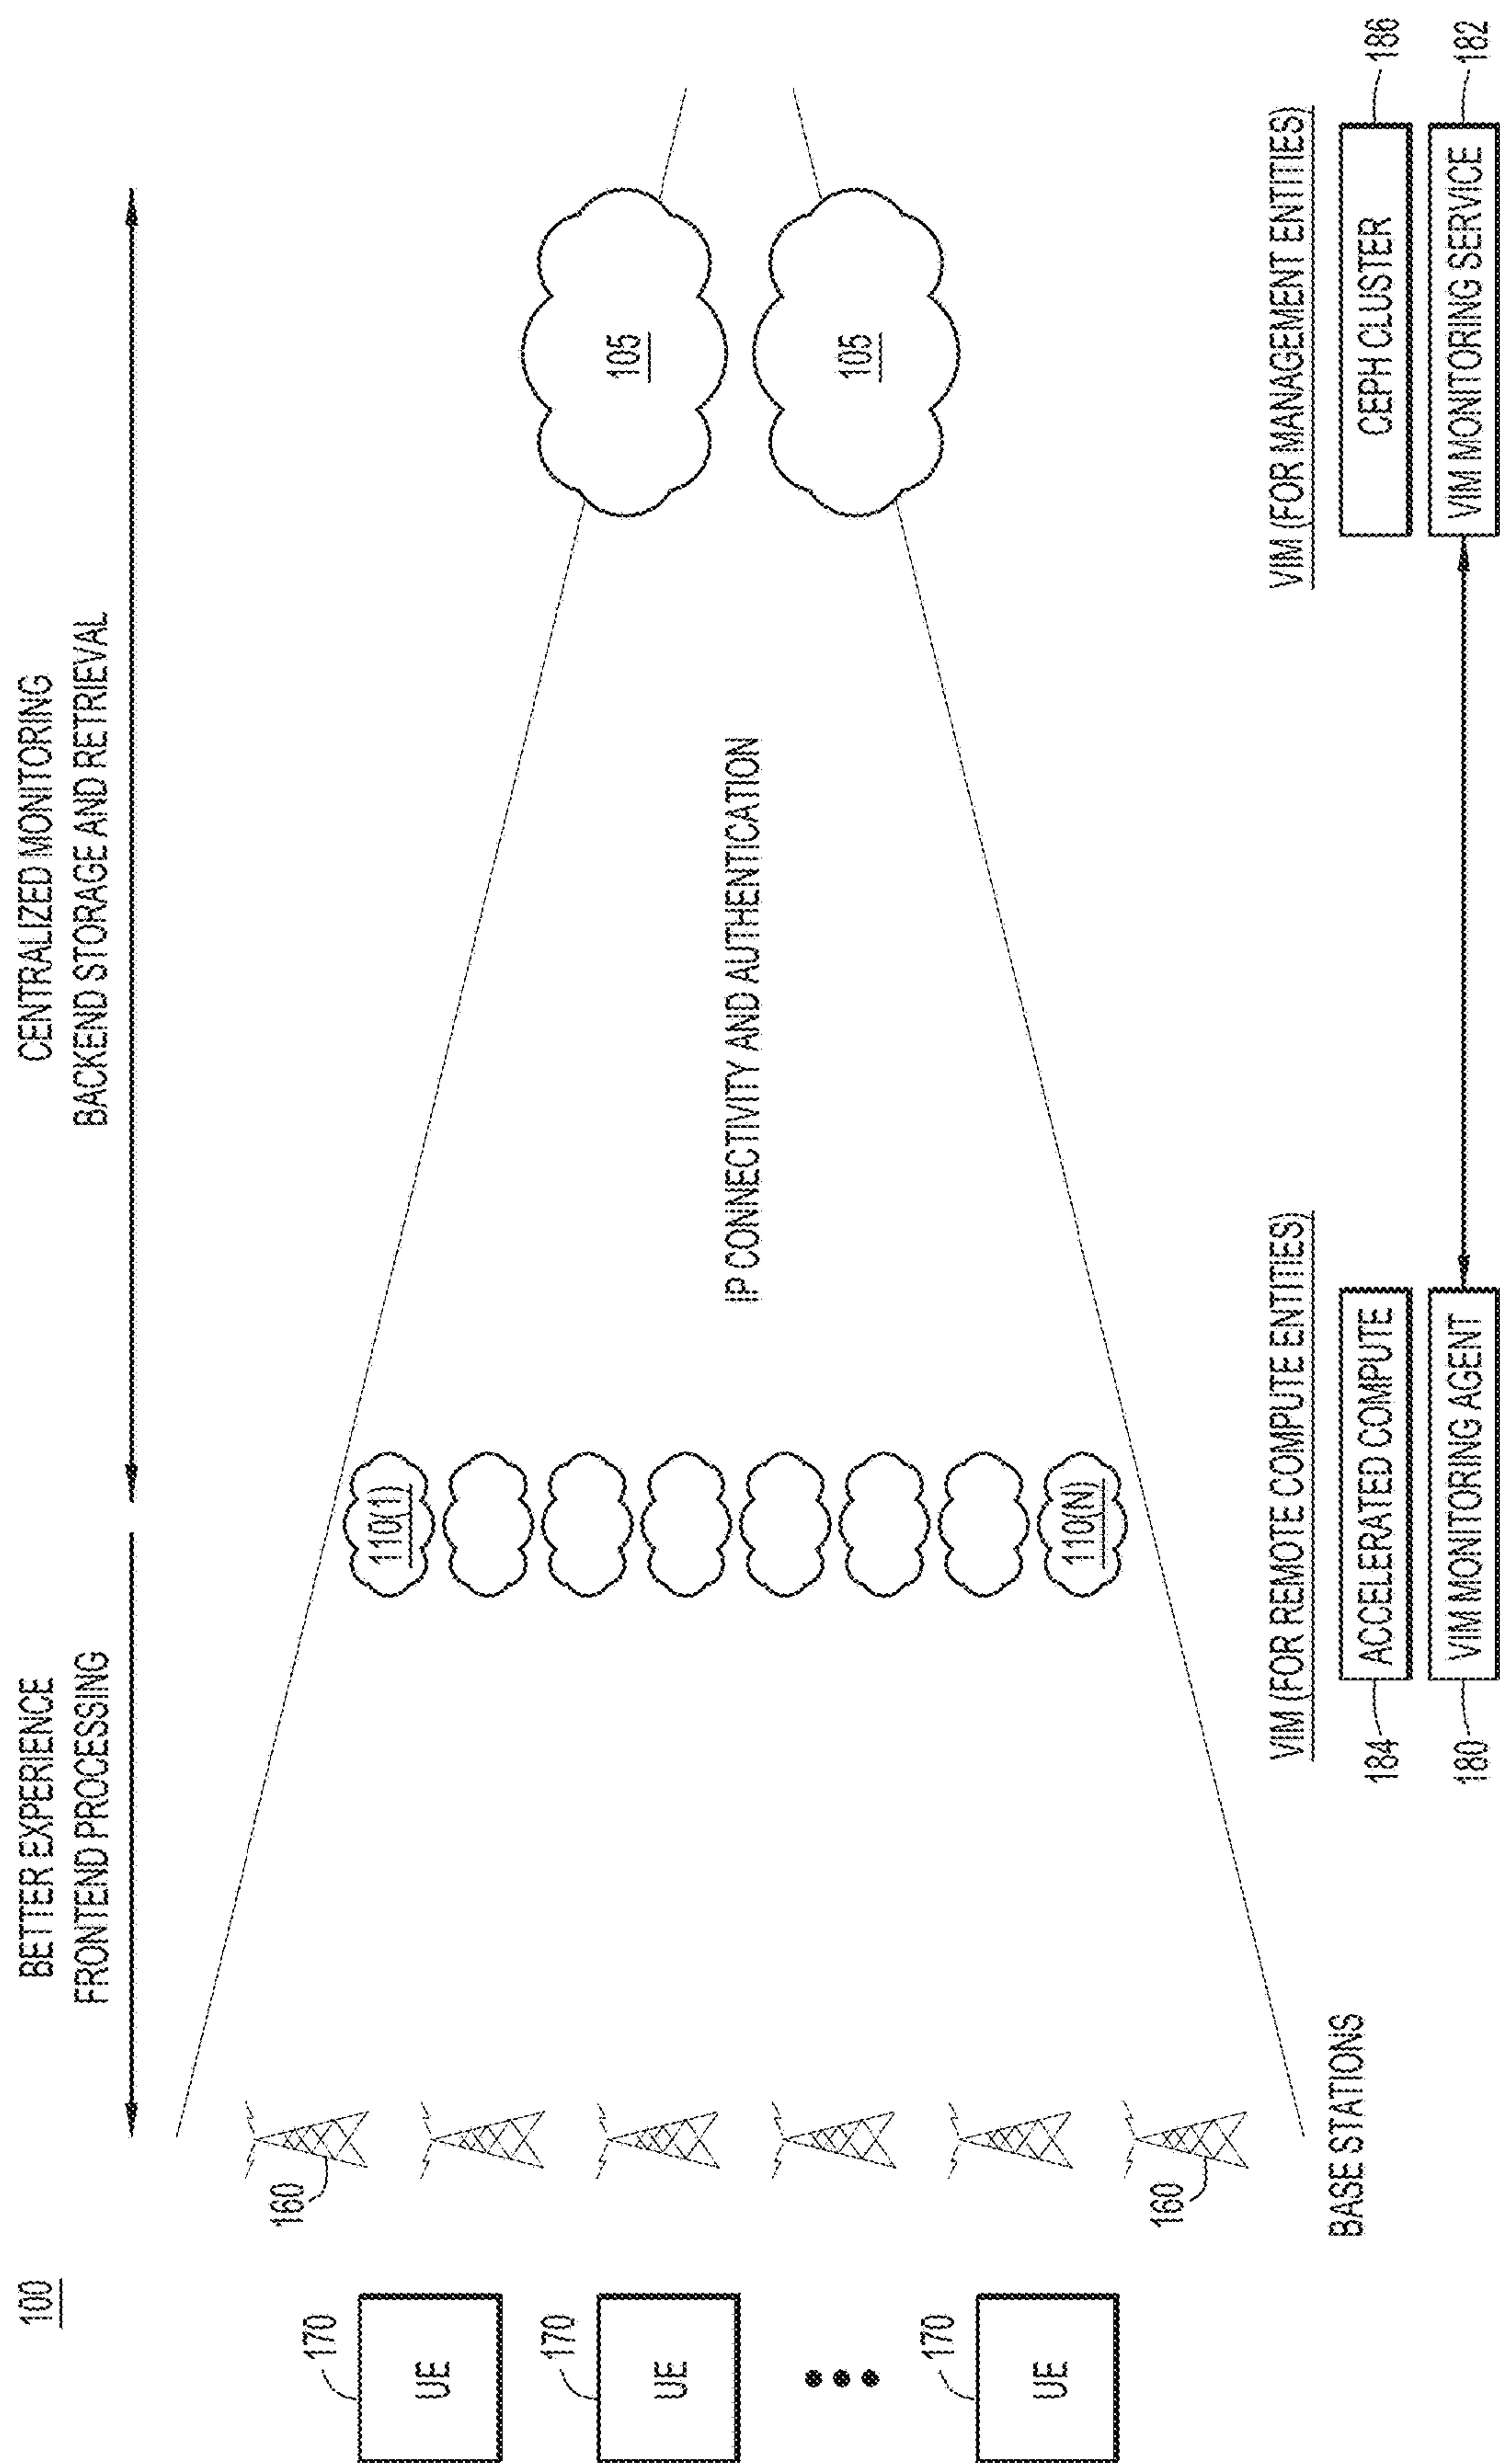 100
BETTER EXPERIENCE
FRONTEND PROCESSING
CENTRALIZED MONITORING
BACKEND STORAGE AND RETRIEVAL
170
UE
170
UE
170
UE
160
160
BASE STATIONS
110(1)
110(N)
IP CONNECTIVITY AND AUTHENTICATION
105
105
VIM (FOR REMOTE COMPUTE ENTITIES)
184
ACCELERATED COMPUTE
180
VIM MONITORING AGENT
VIM (FOR MANAGEMENT ENTITIES)
CEPH CLUSTER
186
VIM MONITORING SERVICE
182